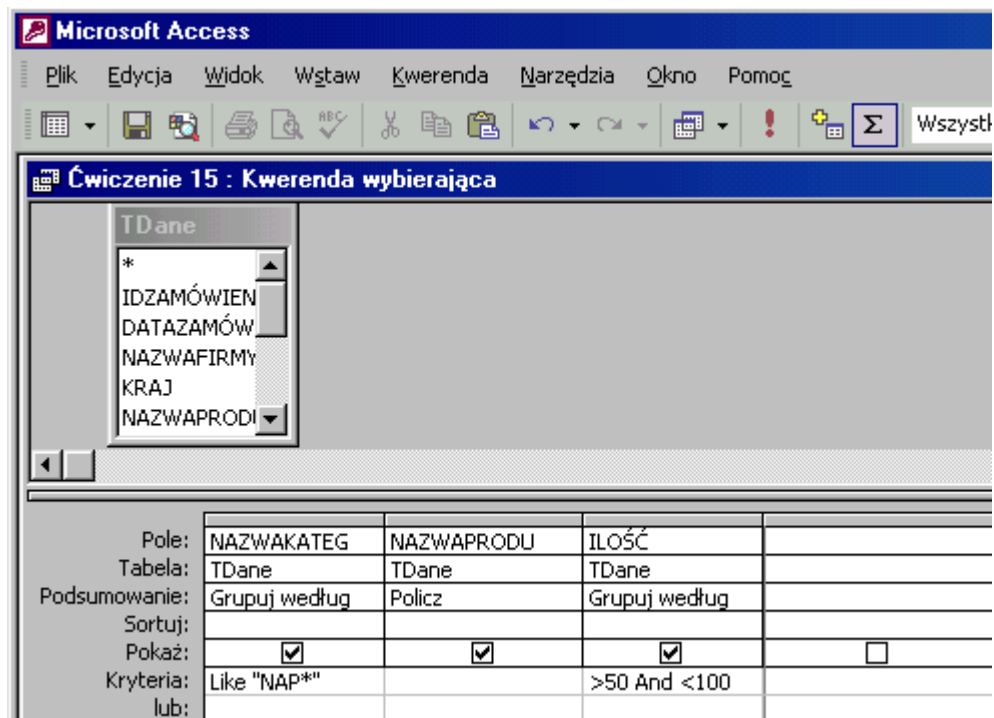 Microsoft Access
Plik Edycja Widok Wstaw Kwerenda Narzędzia Okno Pomoc
ABC Σ Wszystk
Ćwiczenie 15 : Kwerenda wybierająca
TDane
*
IDZAMÓWIEN
DATAZAMÓW
NAZWAFIRMY
KRAJ
NAZWAPRODU
Pole: NAZWAKATEG NAZWAPRODU ILOŚĆ
Tabela: TDane TDane TDane
Podsumowanie: Grupuj według Policz Grupuj według
Sortuj:
Pokaż:
Kryteria: Like "NAP*" >50 And <100
lub: